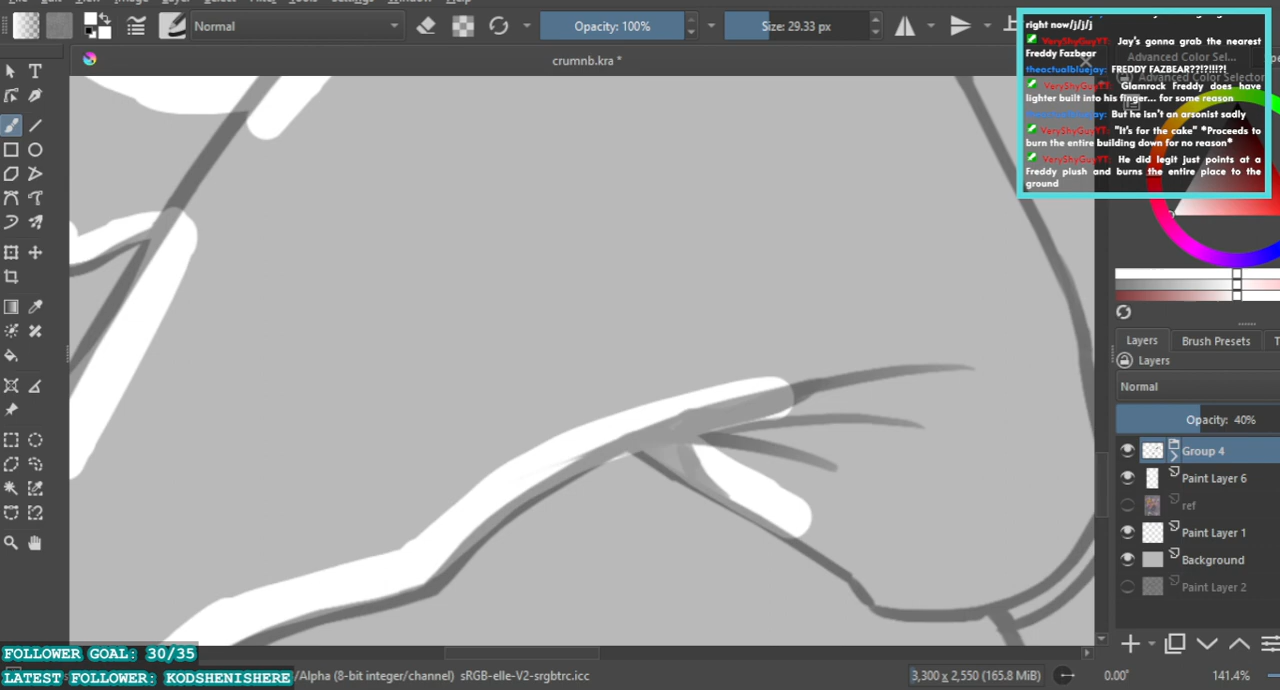 Normal
Opacity: 100%
Size: 29.33 px
right now/j/j/j
VeryShyGuyYT: Jay's gonna grab the nearest
Freddy Fazbear
theactualbluejay: FREDDY FAZBEAR??!?!!!?!
VeryShyGuyYT: Glamrock Freddy does have
lighter built into his finger... for some reason
theactualbluejay: But he isn't an arsonist sadly
VeryShyGuyYT: "It's for the cake" *Proceeds to
burn the entire building down for no reason*
VeryShyGuyYT: He did legit just points at a
Freddy plush and burns the entire place to the
ground
crumnb.kra *
Advanced Color Sel...
Advanced Color Selector
Layers
Brush Presets
Layers
Normal
Opacity: 40%
Group 4
Paint Layer 6
ref
Paint Layer 1
Background
Paint Layer 2
FOLLOWER GOAL: 30/35
LATEST FOLLOWER: KODSHENISHERE
/Alpha (8-bit integer/channel) sRGB-elle-V2-srgbtrc.icc
3,300 x 2,550 (165.8 MiB)
0.00°
141.4%